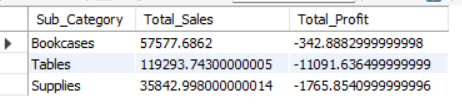 Sub_Category Total_Sales Total_Profit
Bookcases 57577.6862 -342.8882999999998
Tables 119293.74300000005 -11091.636499999999
Supplies 35842.998000000014 -1765.8540999999996